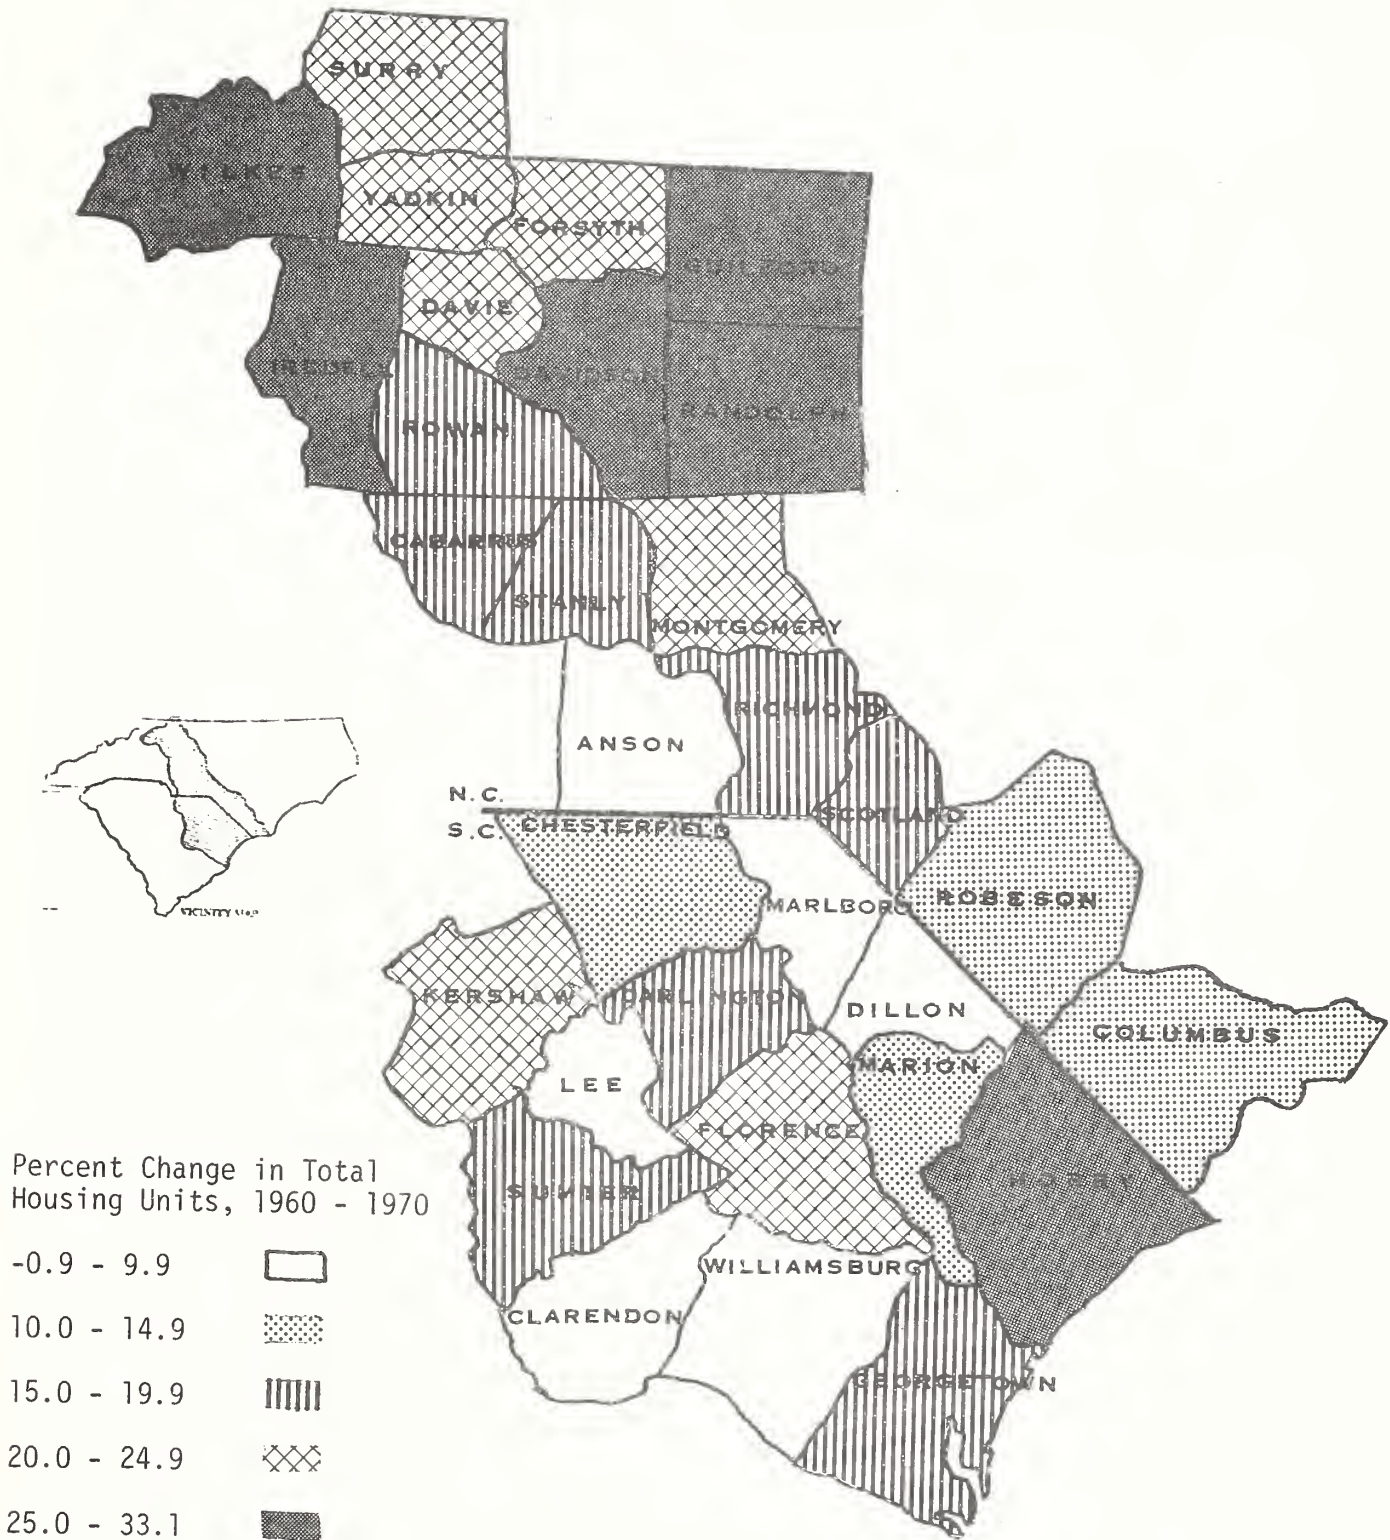 SURRY
WILKES
YADKIN
FORSYTH
GUILFORD
DAVIE
IREDELL
DAVIDSON
RANDOLPH
ROWAN
CABARRUS
STANLY
MONTGOMERY
RICHMOND
ANSON
N.C.
S.C.
SCOTLAND
CHESTERFIELD
MARLBORO
ROBESON
VICINITY MAP
KERSHAW
DARLINGTON
DILLON
COLUMBUS
MARION
LEE
FLORENCE
HORRY
SUMTER
WILLIAMSBURG
CLARENDON
GEORGETOWN
Percent Change in Total
Housing Units, 1960 - 1970
-0.9 - 9.9
10.0 - 14.9
15.0 - 19.9
20.0 - 24.9
25.0 - 33.1